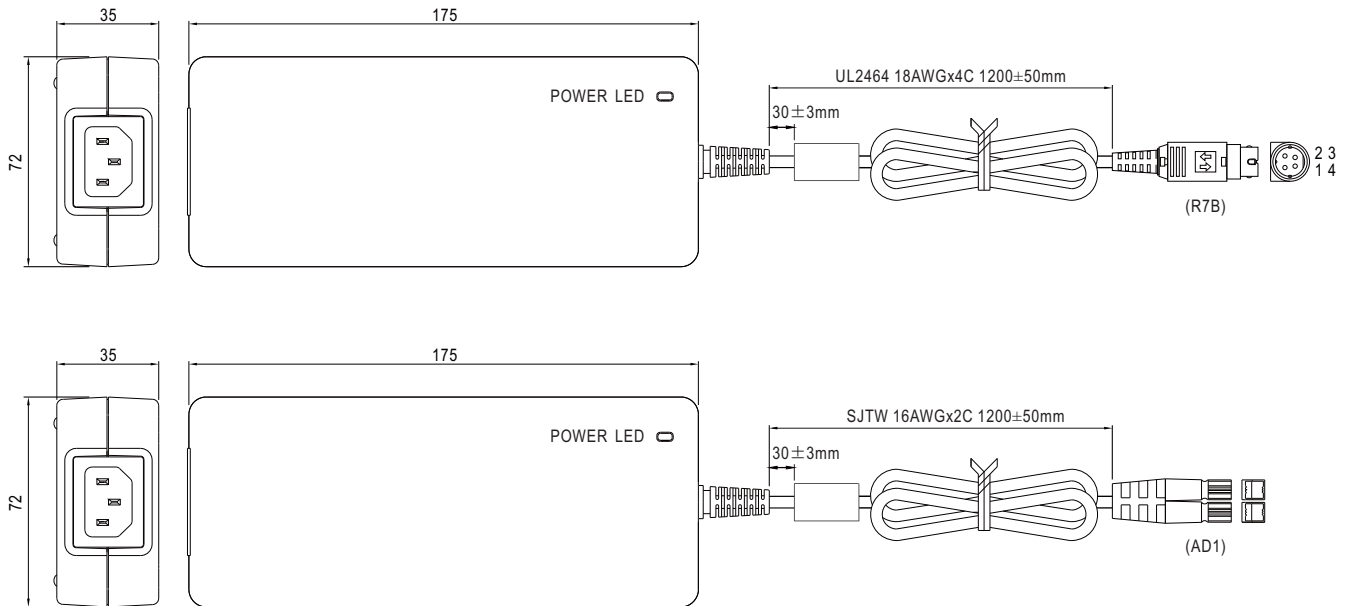 35
175
72
POWER LED
UL2464 18AWGx4C 1200±50mm
30±3mm
2 3
1 4
(R7B)
35
175
72
POWER LED
SJTW 16AWGx2C 1200±50mm
30±3mm
(AD1)